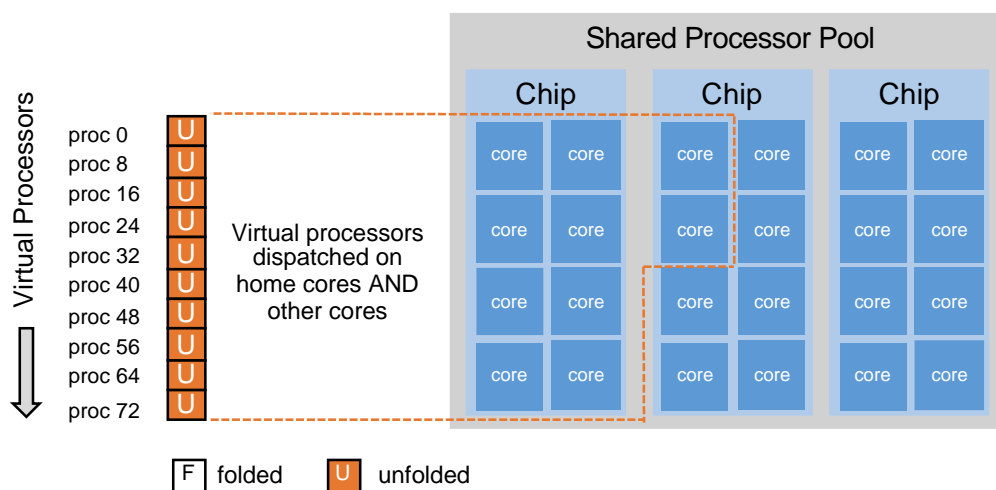 Shared Processor Pool
Chip Chip Chip
Virtual Processors
proc 0 U
proc 8 U
proc 16 U
proc 24 U
proc 32 U
proc 40 U
proc 48 U
proc 56 U
proc 64 U
proc 72 U
Virtual processors
dispatched on
home cores AND
other cores
core core core core core core
core core core core core core
core core core core core core
core core core core core core
F folded U unfolded